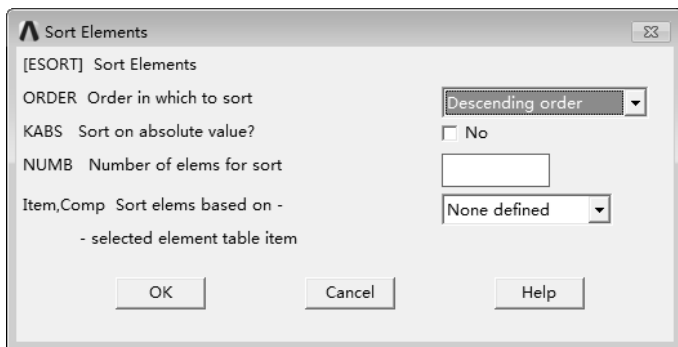 Sort Elements
[ESORT] Sort Elements
ORDER Order in which to sort Descending order
KABS Sort on absolute value? No
NUMB Number of elems for sort
Item,Comp Sort elems based on - None defined
- selected element table item
OK Cancel Help